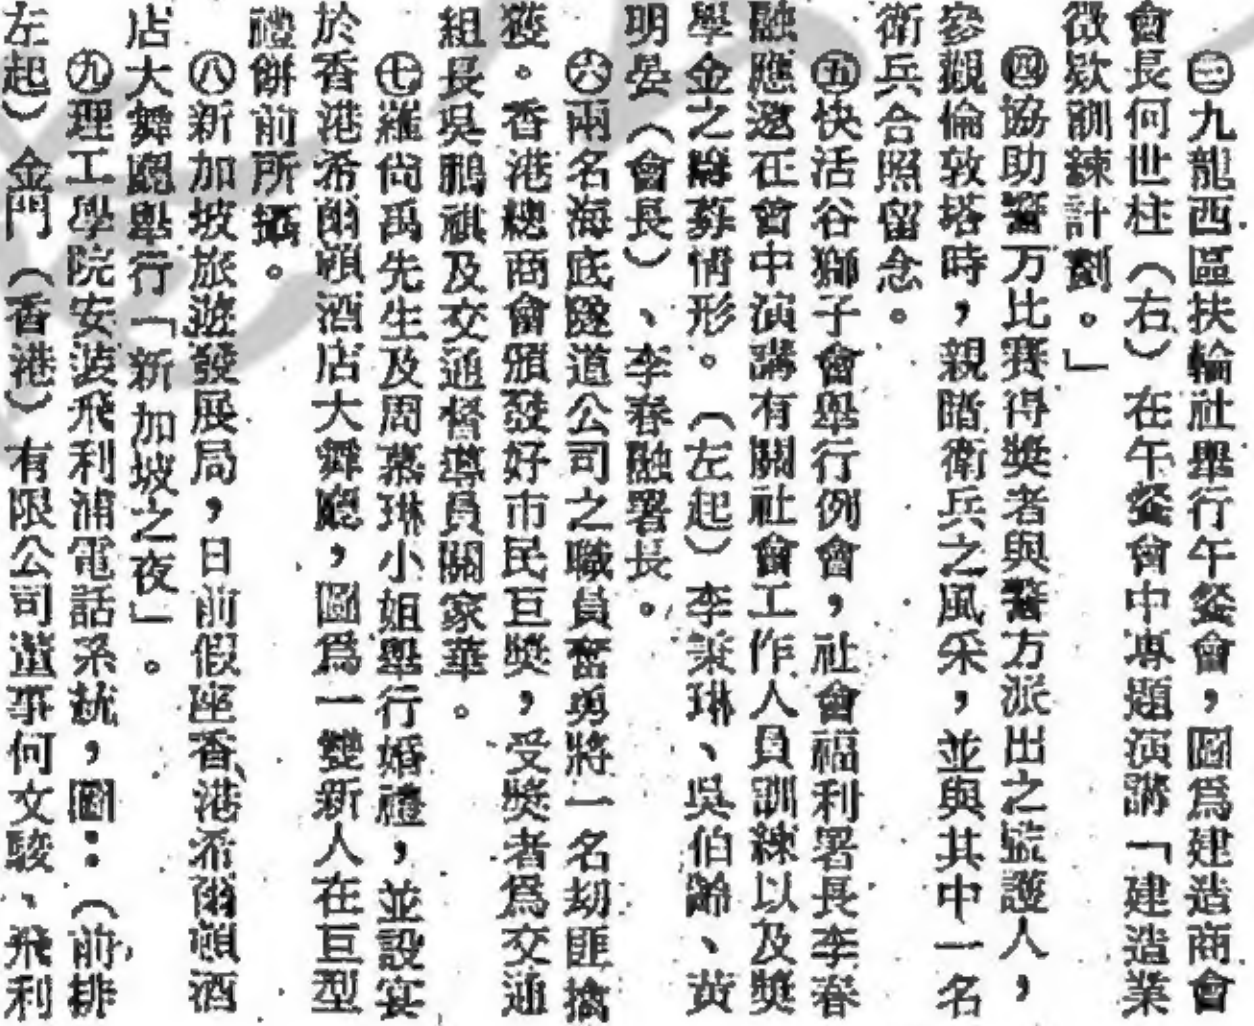 ㊂九龍西區扶輪社舉行午餐會，圖爲建造商會
會長何世柱（右）在午餐會中專題演講「建造業
徵欵訓練計劃。」
㊃協助警方比賽得獎者與警方派出之監護人，
參觀倫敦塔時，親睹衛兵之風采，並與其中一名
衛兵合照留念。
㊄快活谷獅子會舉行例會，社會福利署長李春
融應邀在會中演講有關社會工作人員訓練以及獎
學金之籌募情形。（左起）李秉琳、吳伯齡、黃
明晏（會長）、李春融署長。
㊅兩名海底隧道公司之職員奮勇將一名刧匪擒
獲。香港總商會頒發好市民巨獎，受獎者爲交通
組長吳鵬祺及交通督導員關家華。
㊆羅尙禹先生及周慕琳小姐舉行婚禮，並設宴
於香港希爾頓酒店大舞廳，圖爲一雙新人在巨型
禮餅前所攝。
㊇新加坡旅遊發展局，日前假座香港希爾頓酒
店大舞廳舉行「新加坡之夜」。
㊈理工學院安裝飛利浦電話系統，圖：（前排
左起）金門（香港）有限公司董事何文駿、飛利